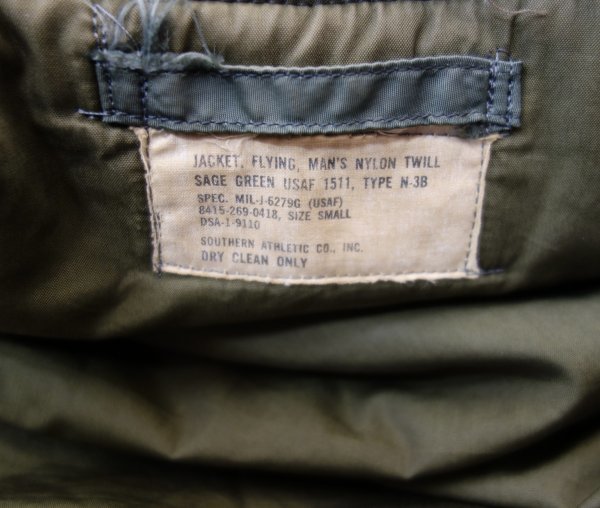 JACKET, FLYING, MAN'S NYLON TWILL
SAGE GREEN USAF 1511, TYPE N-3B
SPEC. MIL-J-6279G (USAF)
8415-269-0418, SIZE SMALL
DSA-1-9110
SOUTHERN ATHLETIC CO., INC.
DRY CLEAN ONLY